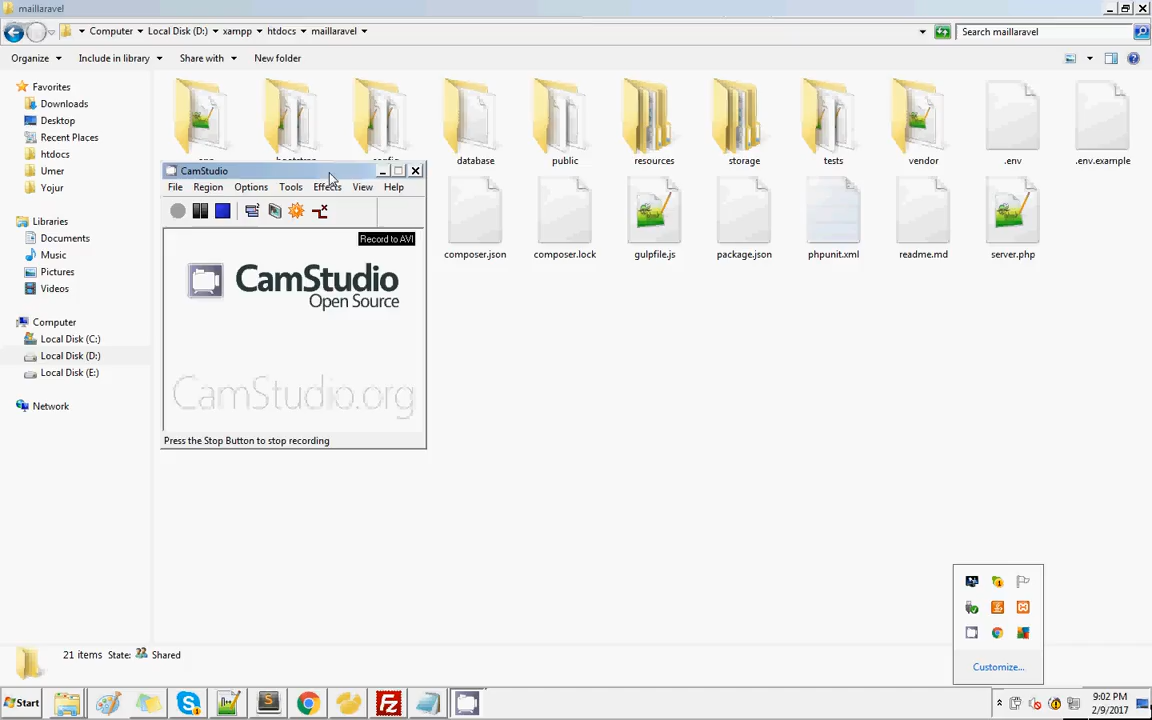 maillaravel
Computer Local Disk (D:) xampp htdocs maillaravel
Search maillaravel
Organize Include in library Share with New folder
Favorites
Downloads
Desktop
Recent Places
htdocs
Umer
Yojur
Libraries
Documents
Music
Pictures
Videos
Computer
Local Disk (C:)
Local Disk (D:)
Local Disk (E:)
Network
database public resources storage tests vendor .env .env.example
composer.json composer.lock gulpfile.js package.json phpunit.xml readme.md server.php
CamStudio
File Region Options Tools Effects View Help
Record to AVI
CamStudio
Open Source
CamStudio.org
Press the Stop Button to stop recording
Customize...
21 items State: Shared
Start
9:02 PM
2/9/2017